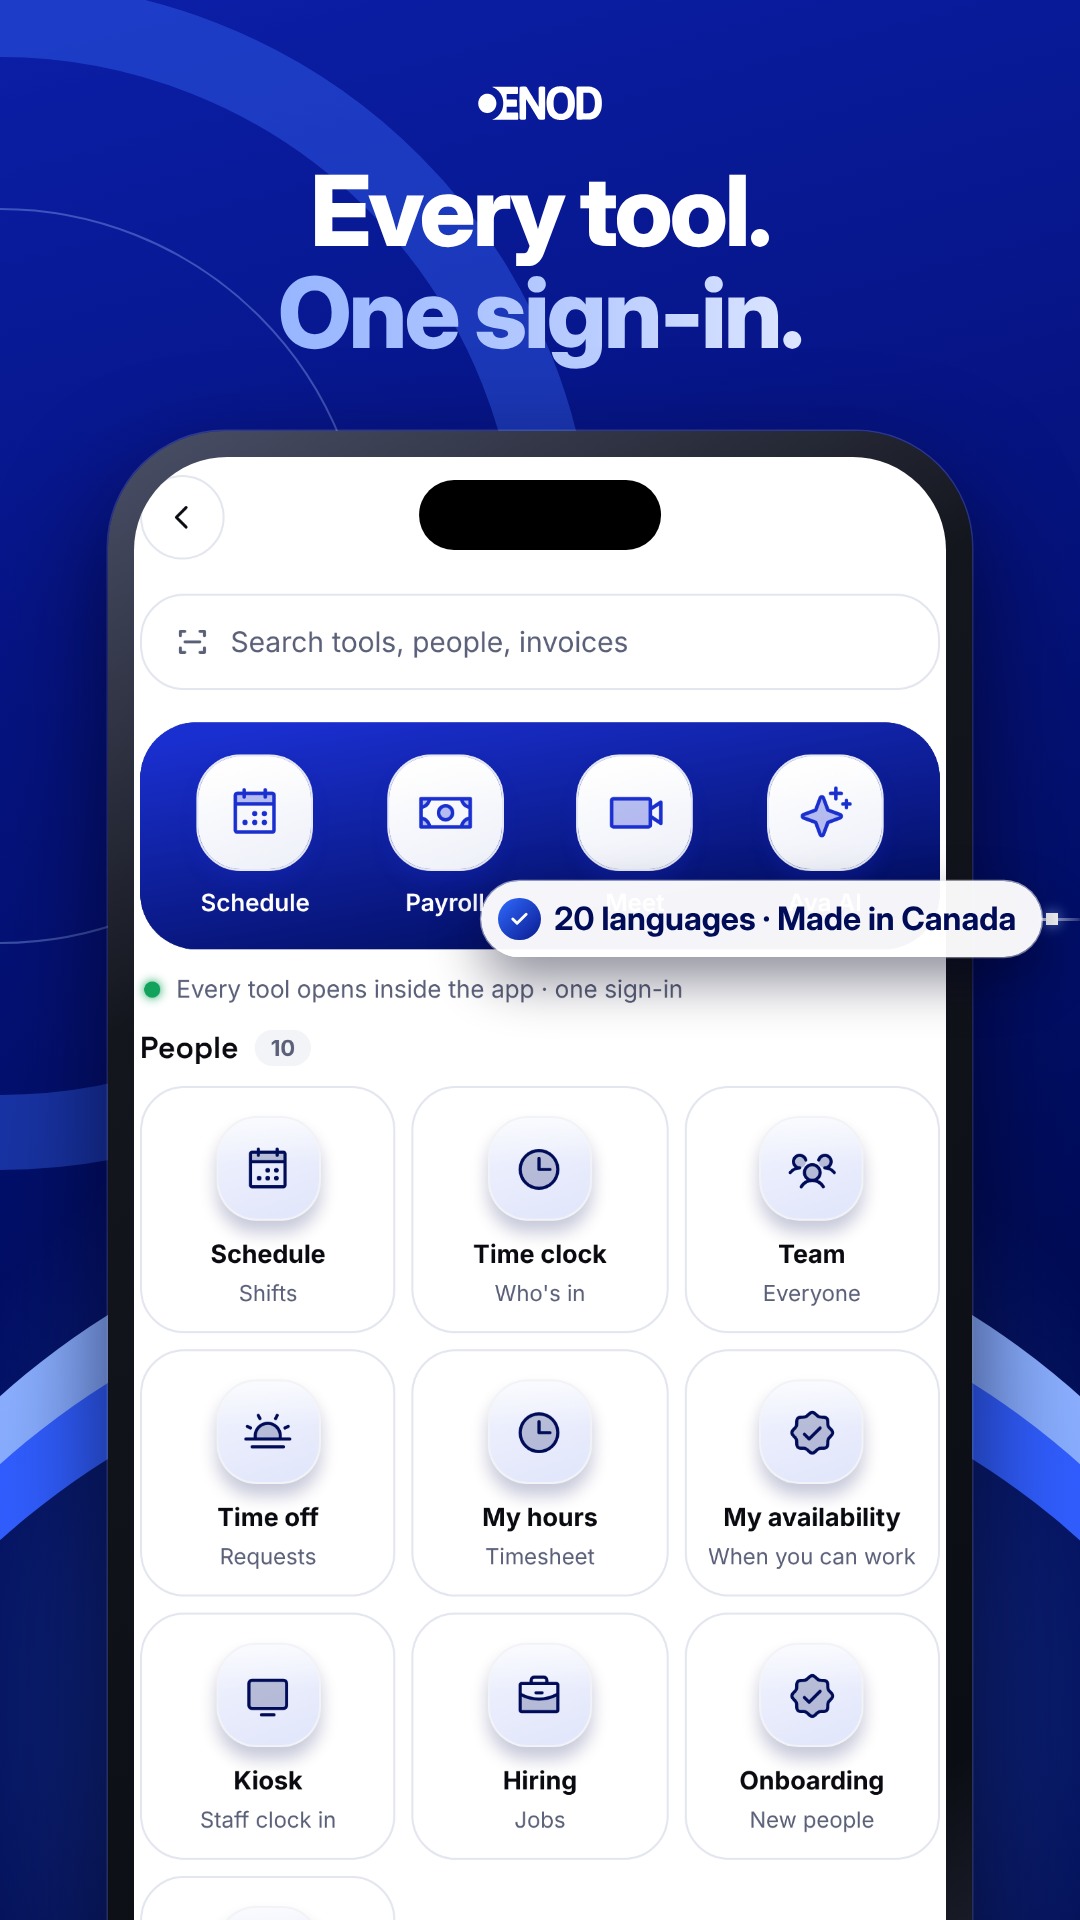 ENOD
Every tool.
One sign-in.
Search tools, people, invoices
Schedule
Payroll
Meet
Ava AI
20 languages · Made in Canada
Every tool opens inside the app · one sign-in
People 10
Schedule
Shifts
Time clock
Who's in
Team
Everyone
Time off
Requests
My hours
Timesheet
My availability
When you can work
Kiosk
Staff clock in
Hiring
Jobs
Onboarding
New people